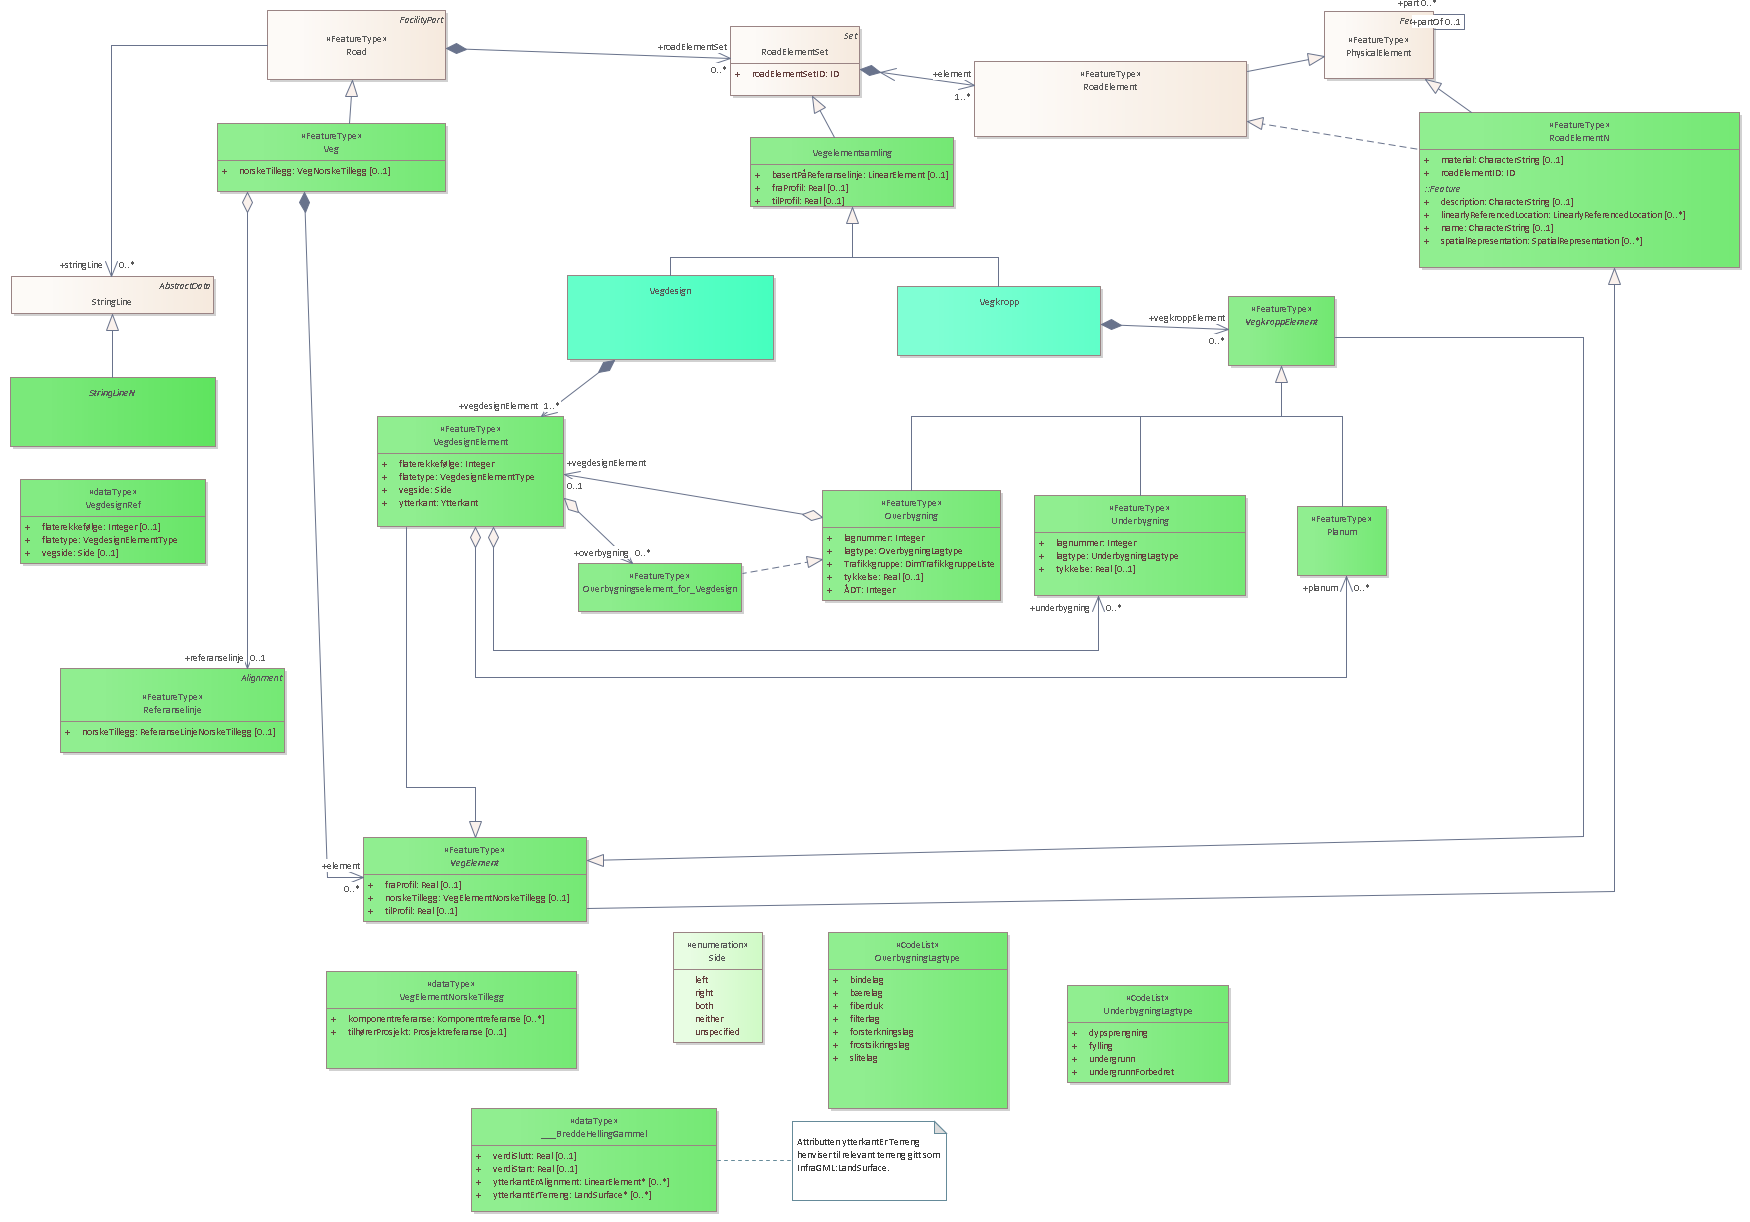 +part 0..*
FacilityPart
«FeatureType»
Road
Set
RoadElementSet
+ roadElementSetID: ID
+roadElementSet
0..*
+element
1..*
«FeatureType»
RoadElement
+partOf 0..1
«FeatureType»
PhysicalElement
«FeatureType»
Veg
+ norskeTillegg: VegNorskeTillegg [0..1]
Vegelementsamling
+ basertPåReferanselinje: LinearElement [0..1]
+ fraProfil: Real [0..1]
+ tilProfil: Real [0..1]
«FeatureType»
RoadElementN
+ material: CharacterString [0..1]
+ roadElementID: ID
::Feature
+ description: CharacterString [0..1]
+ linearlyReferencedLocation: LinearlyReferencedLocation [0..*]
+ name: CharacterString [0..1]
+ spatialRepresentation: SpatialRepresentation [0..*]
+stringLine 0..*
AbstractData
StringLine
StringLineN
Vegdesign
Vegkropp
+vegkroppElement
0..*
«FeatureType»
VegkroppElement
+vegdesignElement 1..*
«FeatureType»
VegdesignElement
+ flaterekkefølge: Integer
+ flatetype: VegdesignElementType
+ vegside: Side
+ ytterkant: Ytterkant
+vegdesignElement
0..1
«dataType»
VegdesignRef
+ flaterekkefølge: Integer [0..1]
+ flatetype: VegdesignElementType
+ vegside: Side [0..1]
+overbygning 0..*
«FeatureType»
Overbygningselement_for_Vegdesign
«FeatureType»
Overbygning
+ lagnummer: Integer
+ lagtype: OverbygningLagtype
+ Trafikkgruppe: DimTrafikkgruppeListe
+ tykkelse: Real [0..1]
+ ÅDT: Integer
«FeatureType»
Underbygning
+ lagnummer: Integer
+ lagtype: UnderbygningLagtype
+ tykkelse: Real [0..1]
+underbygning 0..*
«FeatureType»
Planum
+planum 0..*
+referanselinje 0..1
Alignment
«FeatureType»
Referanselinje
+ norskeTillegg: ReferanseLinjeNorskeTillegg [0..1]
+element
0..*
«FeatureType»
VegElement
+ fraProfil: Real [0..1]
+ norskeTillegg: VegElementNorskeTillegg [0..1]
+ tilProfil: Real [0..1]
«dataType»
VegElementNorskeTillegg
+ komponentreferanse: Komponentreferanse [0..*]
+ tilhørerProsjekt: Prosjektreferanse [0..1]
«enumeration»
Side
left
right
both
neither
unspecified
«CodeList»
OverbygningLagtype
+ bindelag
+ bærelag
+ fiberduk
+ filterlag
+ forsterkningslag
+ frostsikringslag
+ slitelag
«CodeList»
UnderbygningLagtype
+ dypsprengning
+ fylling
+ undergrunn
+ undergrunnForbedret
«dataType»
___BreddeHellingGammel
+ verdiSlutt: Real [0..1]
+ verdiStart: Real [0..1]
+ ytterkantErAlignment: LinearElement* [0..*]
+ ytterkantErTerreng: LandSurface* [0..*]
Attributten ytterkantErTerreng
henviser til relevant terreng gitt som
InfraGML:LandSurface.